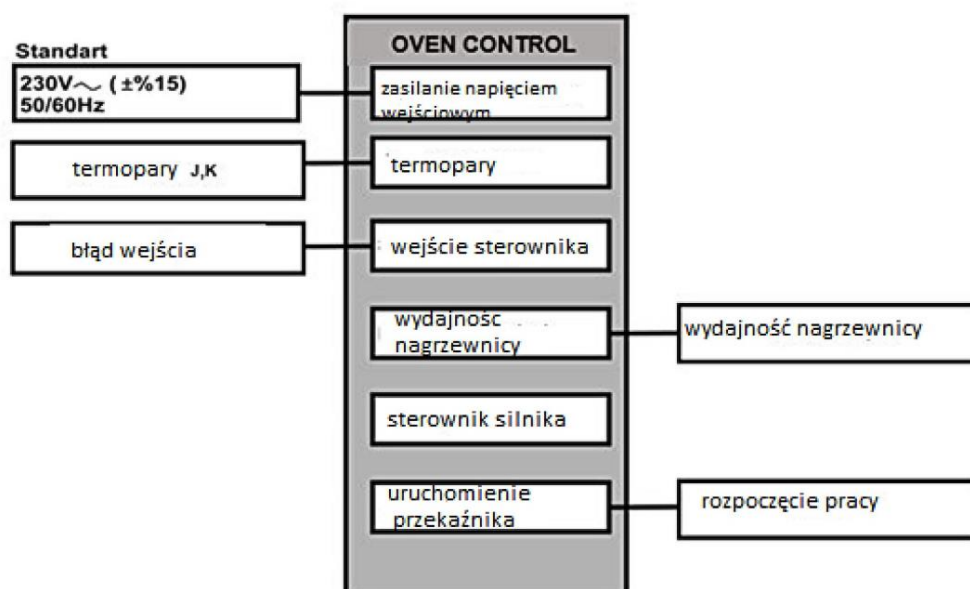 OVEN CONTROL
Standart
230V～ (±%15)
50/60Hz
zasilanie napięciem
wejściowym
termopary J,K
termopary
błąd wejścia
wejście sterownika
wydajnośc
nagrzewnicy
wydajność nagrzewnicy
sterownik silnika
uruchomienie
przekaźnika
rozpoczęcie pracy